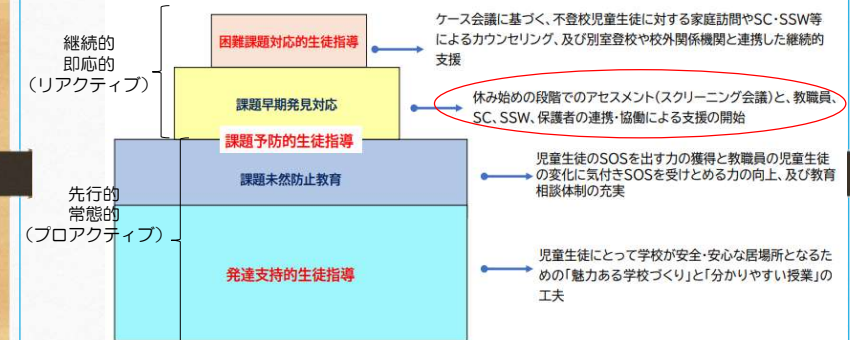 継続的
即応的
(リアクティブ)
困難課題対応的生徒指導
ケース会議に基づく、不登校児童生徒に対する家庭訪問やSC・SSW等
によるカウンセリング、及び別室登校や校外関係機関と連携した継続的
支援
課題早期発見対応
休み始めの段階でのアセスメント(スクリーニング会議)と、教職員、
SC、SSW、保護者の連携・協働による支援の開始
課題予防的生徒指導
先行的
常態的
(プロアクティブ)
課題未然防止教育
児童生徒のSOSを出す力の獲得と教職員の児童生徒
の変化に気付きSOSを受けとめる力の向上、及び教育
相談体制の充実
発達支持的生徒指導
児童生徒にとって学校が安全・安心な居場所となるた
めの「魅力ある学校づくり」と「分かりやすい授業」の
工夫